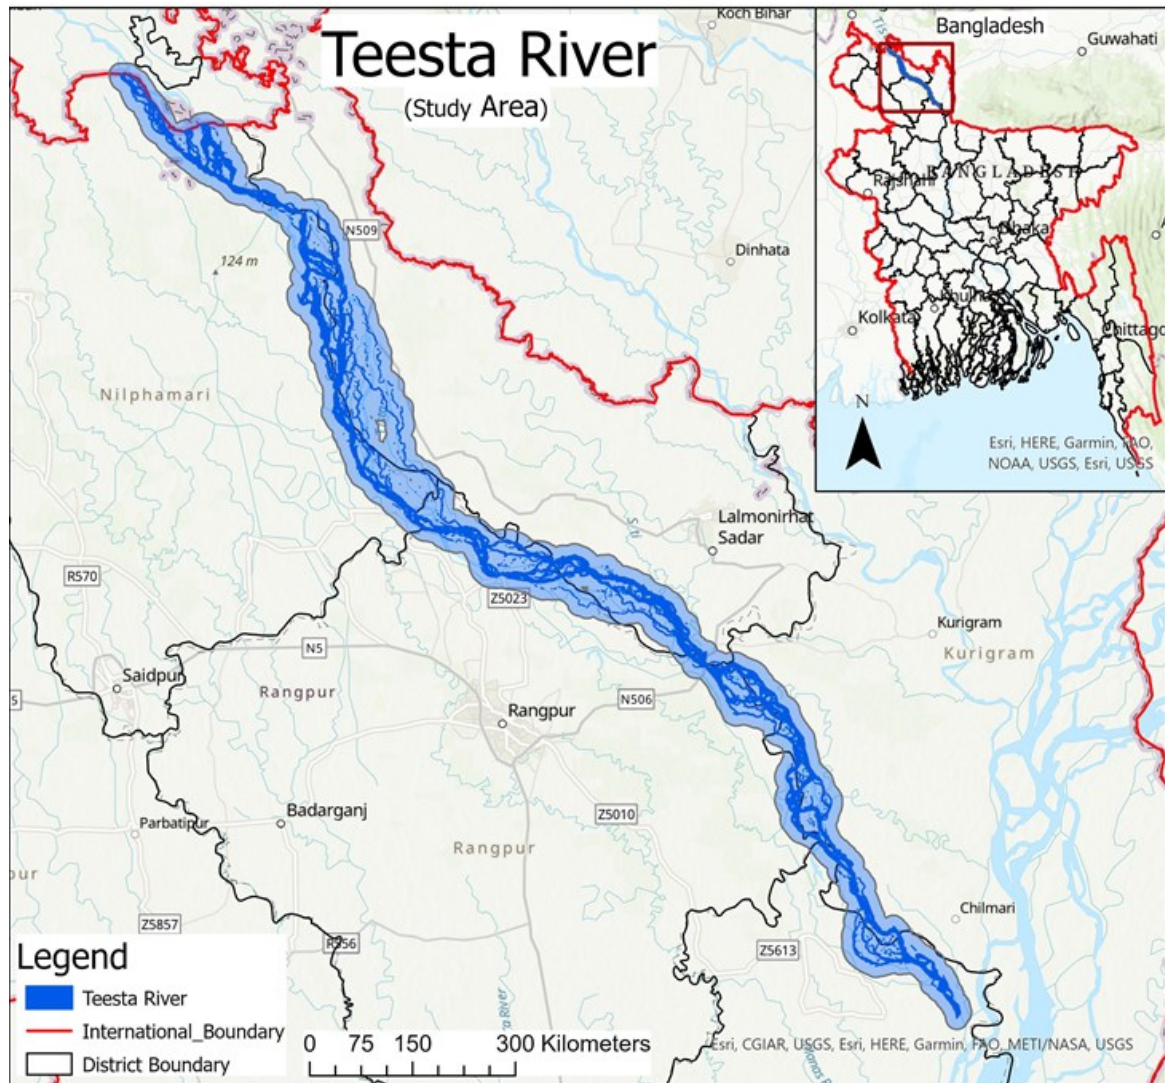 Teesta River
(Study Area)
Koch Bihar
N509
124 m
Dinhata
Nilphamari
Lalmonirhat
Sadar
R570
Z5023
Kurigram
Kurigram
N5
Saidpur
Rangpur
N506
Rangpur
Badarganj
Z5010
Parbatipur
Rangpur
Chilmari
Z5857
Z5613
Legend
Teesta River
International_Boundary
District Boundary
0 75 150 300 Kilometers
Esri, CGIAR, USGS, Esri, HERE, Garmin, FAO, METI/NASA, USGS
Bangladesh
Guwahati
BANGLADESH
Rajshahi
Dhaka
Khulna
Kolkata
Chittago
N
Esri, HERE, Garmin, FAO,
NOAA, USGS, Esri, USGS